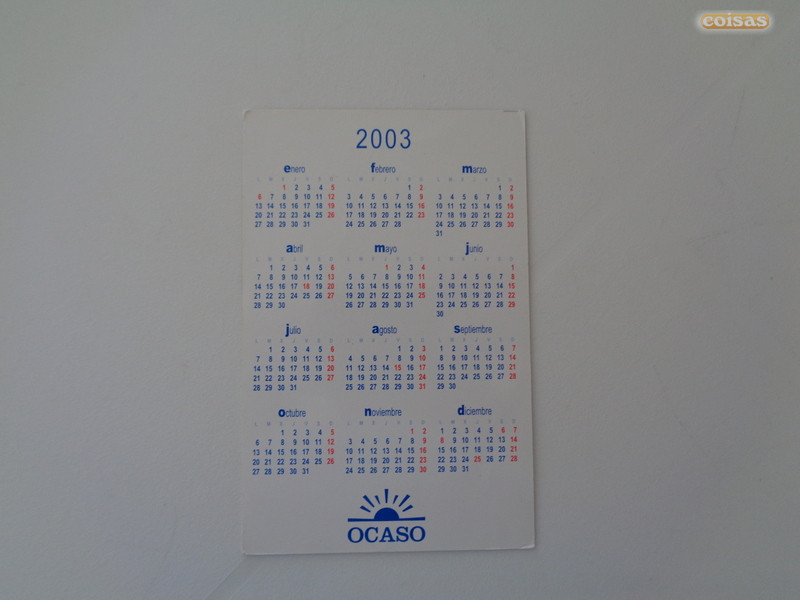 coisas
2003
enero
1 2 3 4 5
6 7 8 9 10 11 12
13 14 15 16 17 18 19
20 21 22 23 24 25 26
27 28 29 30 31
febrero
1 2
3 4 5 6 7 8 9
10 11 12 13 14 15 16
17 18 19 20 21 22 23
24 25 26 27 28
marzo
1 2
3 4 5 6 7 8 9
10 11 12 13 14 15 16
17 18 19 20 21 22 23
24 25 26 27 28 29 30
31
abril
1 2 3 4 5 6
7 8 9 10 11 12 13
14 15 16 17 18 19 20
21 22 23 24 25 26 27
28 29 30
mayo
1 2 3 4
5 6 7 8 9 10 11
12 13 14 15 16 17 18
19 20 21 22 23 24 25
26 27 28 29 30 31
junio
1
2 3 4 5 6 7 8
9 10 11 12 13 14 15
16 17 18 19 20 21 22
23 24 25 26 27 28 29
30
julio
1 2 3 4 5 6
7 8 9 10 11 12 13
14 15 16 17 18 19 20
21 22 23 24 25 26 27
28 29 30 31
agosto
1 2 3
4 5 6 7 8 9 10
11 12 13 14 15 16 17
18 19 20 21 22 23 24
25 26 27 28 29 30 31
septiembre
1 2 3 4 5 6 7
8 9 10 11 12 13 14
15 16 17 18 19 20 21
22 23 24 25 26 27 28
29 30
octubre
1 2 3 4 5
6 7 8 9 10 11 12
13 14 15 16 17 18 19
20 21 22 23 24 25 26
27 28 29 30 31
noviembre
1 2
3 4 5 6 7 8 9
10 11 12 13 14 15 16
17 18 19 20 21 22 23
24 25 26 27 28 29 30
diciembre
1 2 3 4 5 6 7
8 9 10 11 12 13 14
15 16 17 18 19 20 21
22 23 24 25 26 27 28
29 30 31
OCASO